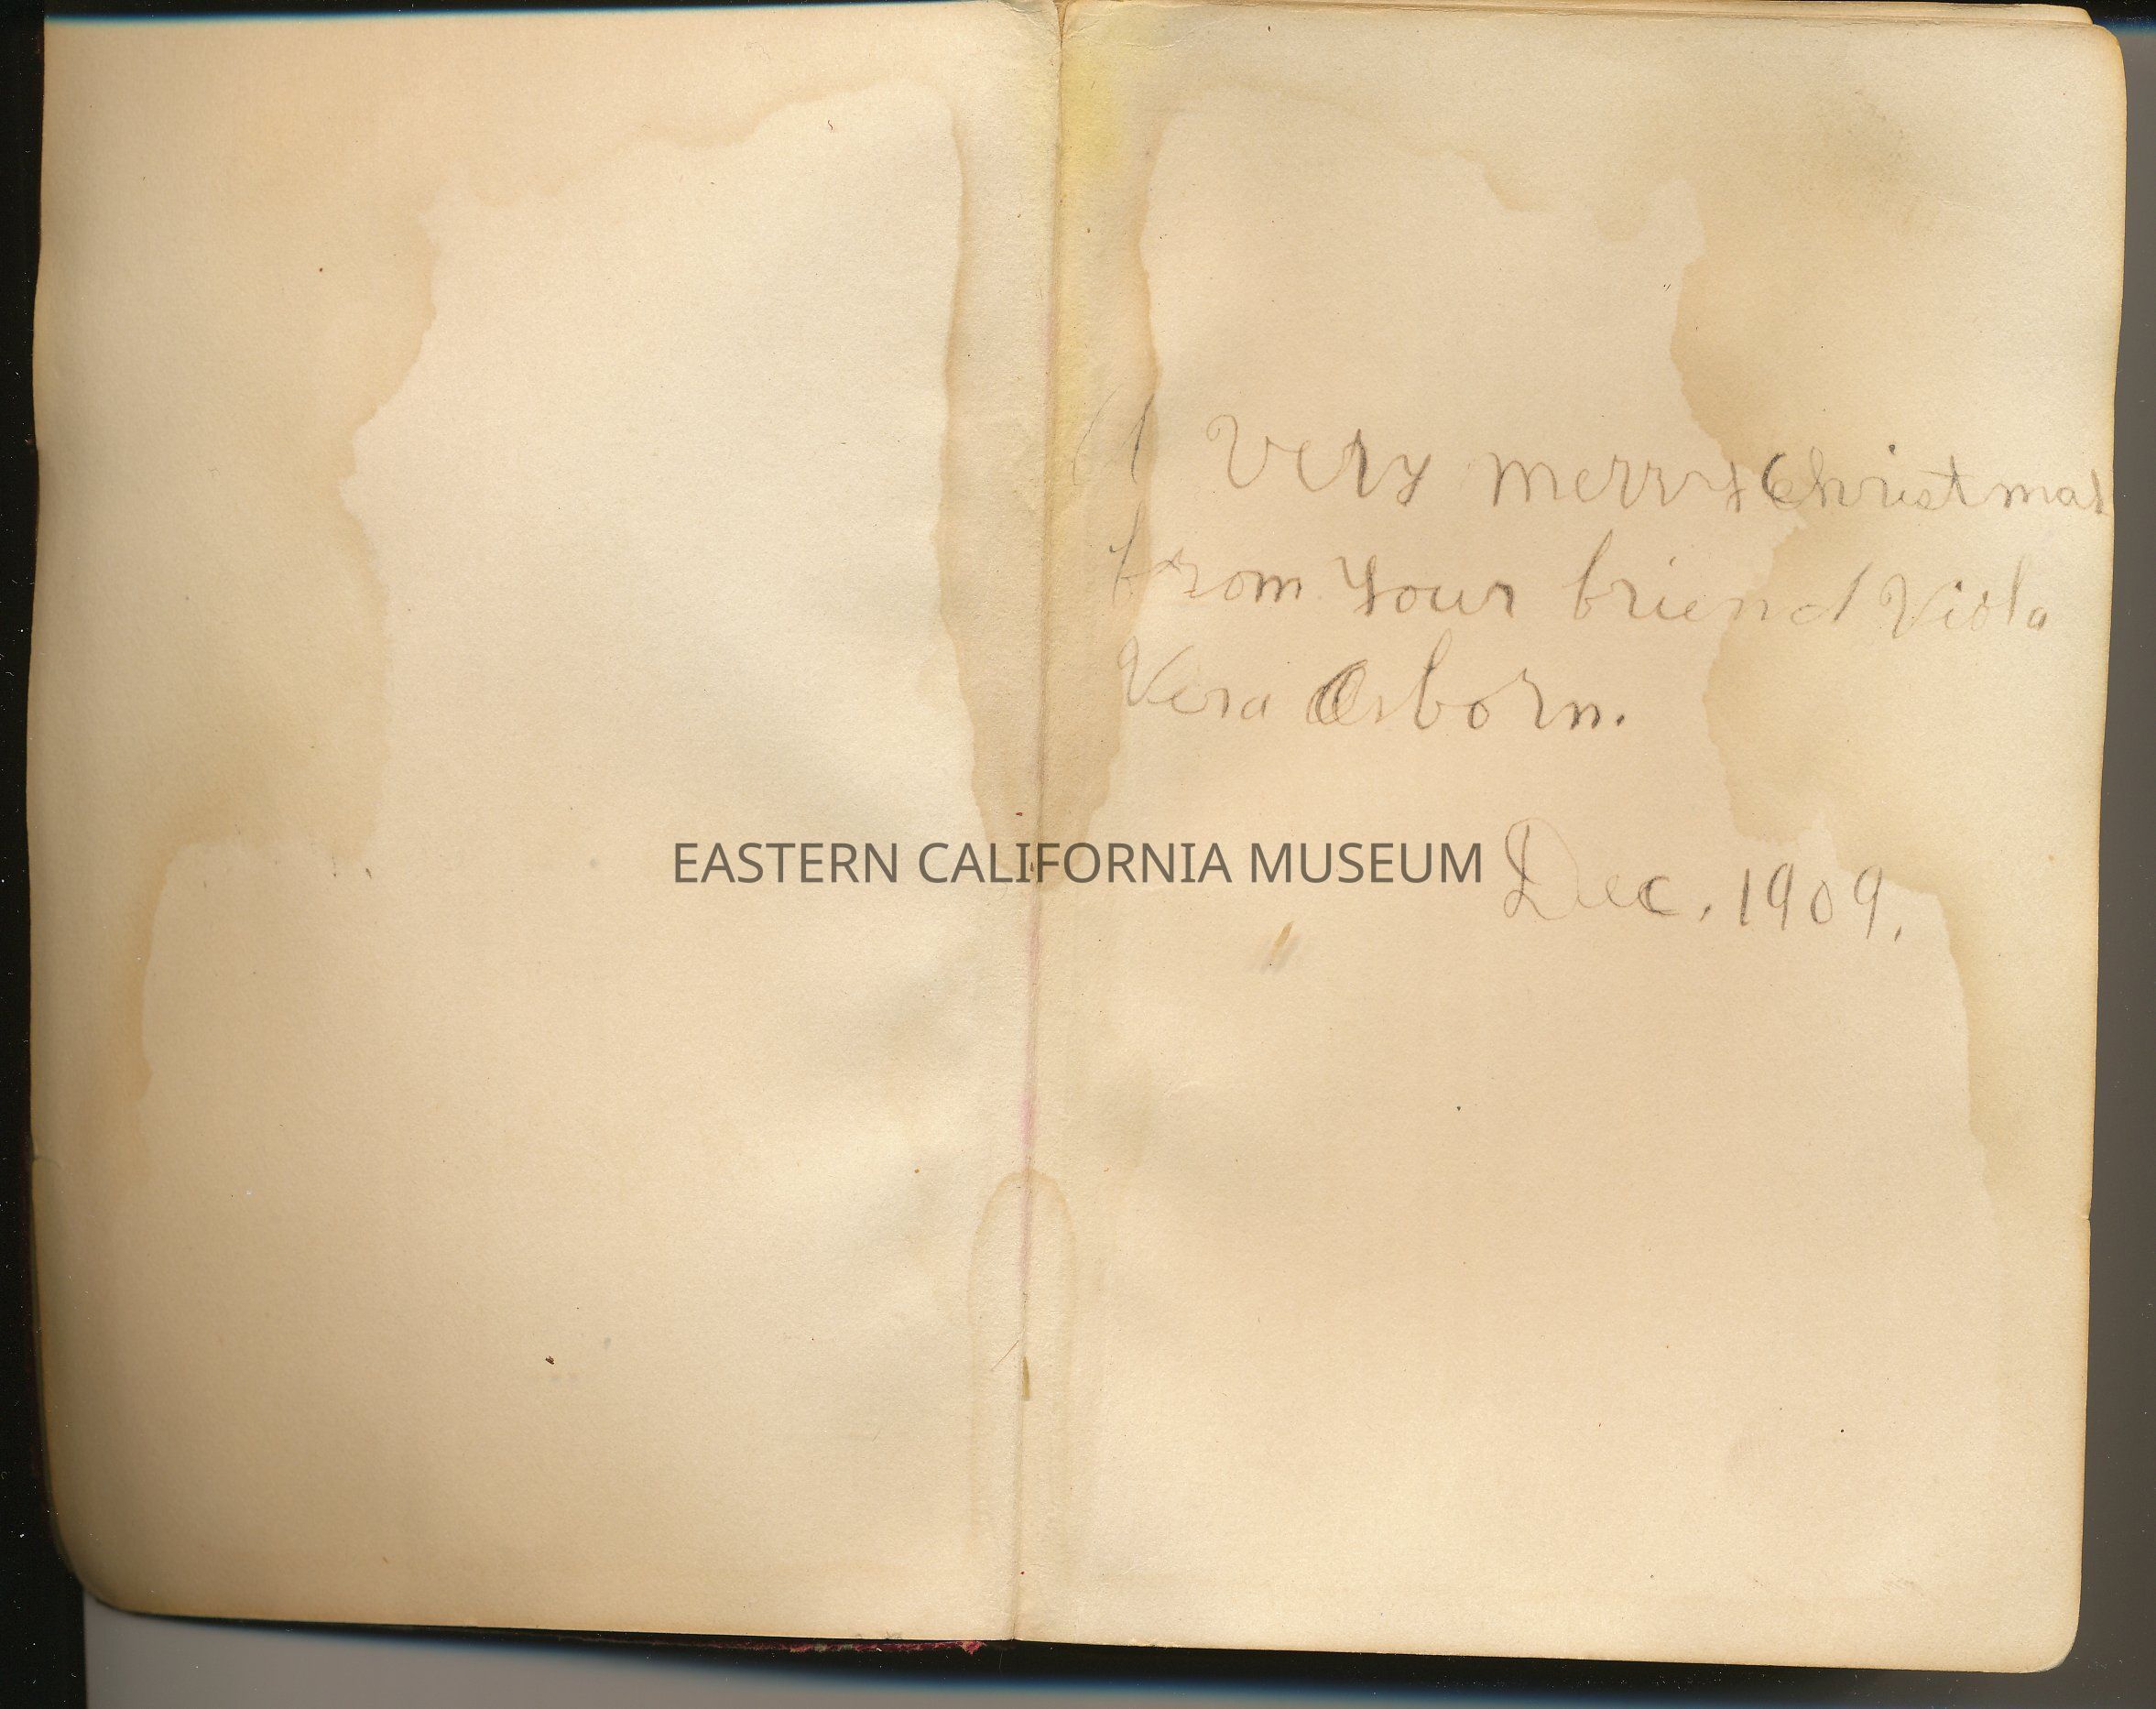 A Very merry Christmas
from your friend Viola
Vera Osborn.
EASTERN CALIFORNIA MUSEUM
Dec. 1909.